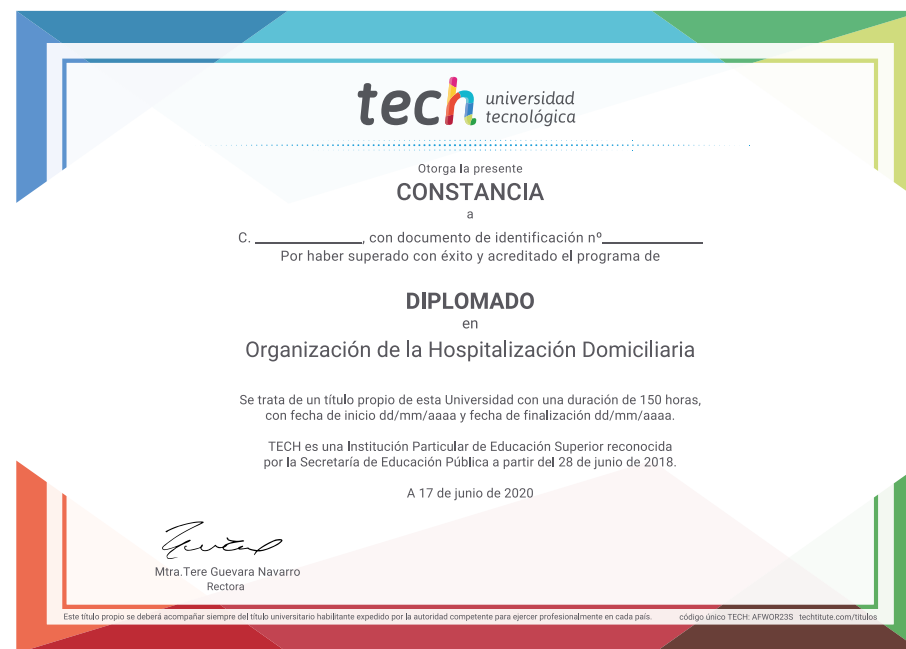 tech universidad
tecnológica
Otorga la presente
CONSTANCIA
a
C. ______________, con documento de identificación nº______________
Por haber superado con éxito y acreditado el programa de
DIPLOMADO
en
Organización de la Hospitalización Domiciliaria
Se trata de un título propio de esta Universidad con una duración de 150 horas,
con fecha de inicio dd/mm/aaaa y fecha de finalización dd/mm/aaaa.
TECH es una Institución Particular de Educación Superior reconocida
por la Secretaría de Educación Pública a partir del 28 de junio de 2018.
A 17 de junio de 2020
Mtra.Tere Guevara Navarro
Rectora
Este título propio se deberá acompañar siempre del título universitario habilitante expedido por la autoridad competente para ejercer profesionalmente en cada país. código único TECH: AFWOR23S techtitute.com/titulos